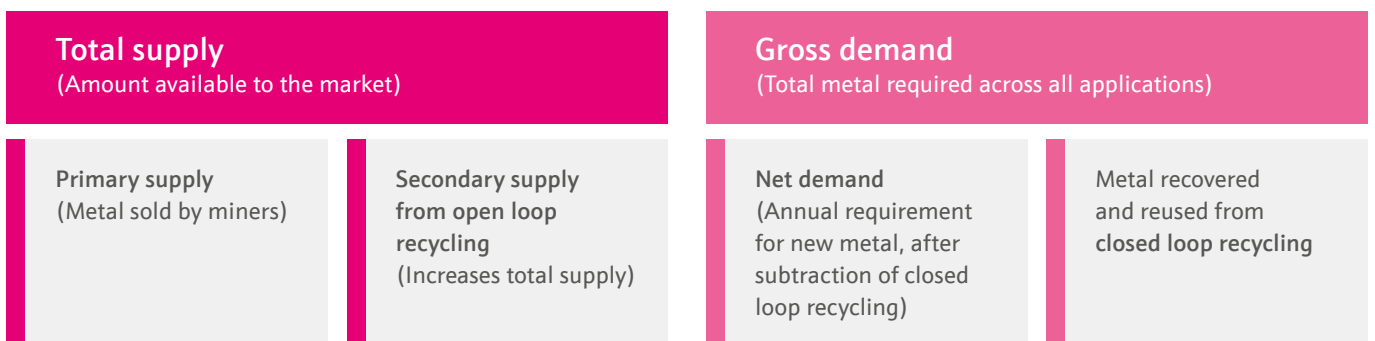 Total supply
(Amount available to the market)
Gross demand
(Total metal required across all applications)
Primary supply
(Metal sold by miners)
Secondary supply
from open loop
recycling
(Increases total supply)
Net demand
(Annual requirement
for new metal, after
subtraction of closed
loop recycling)
Metal recovered
and reused from
closed loop recycling